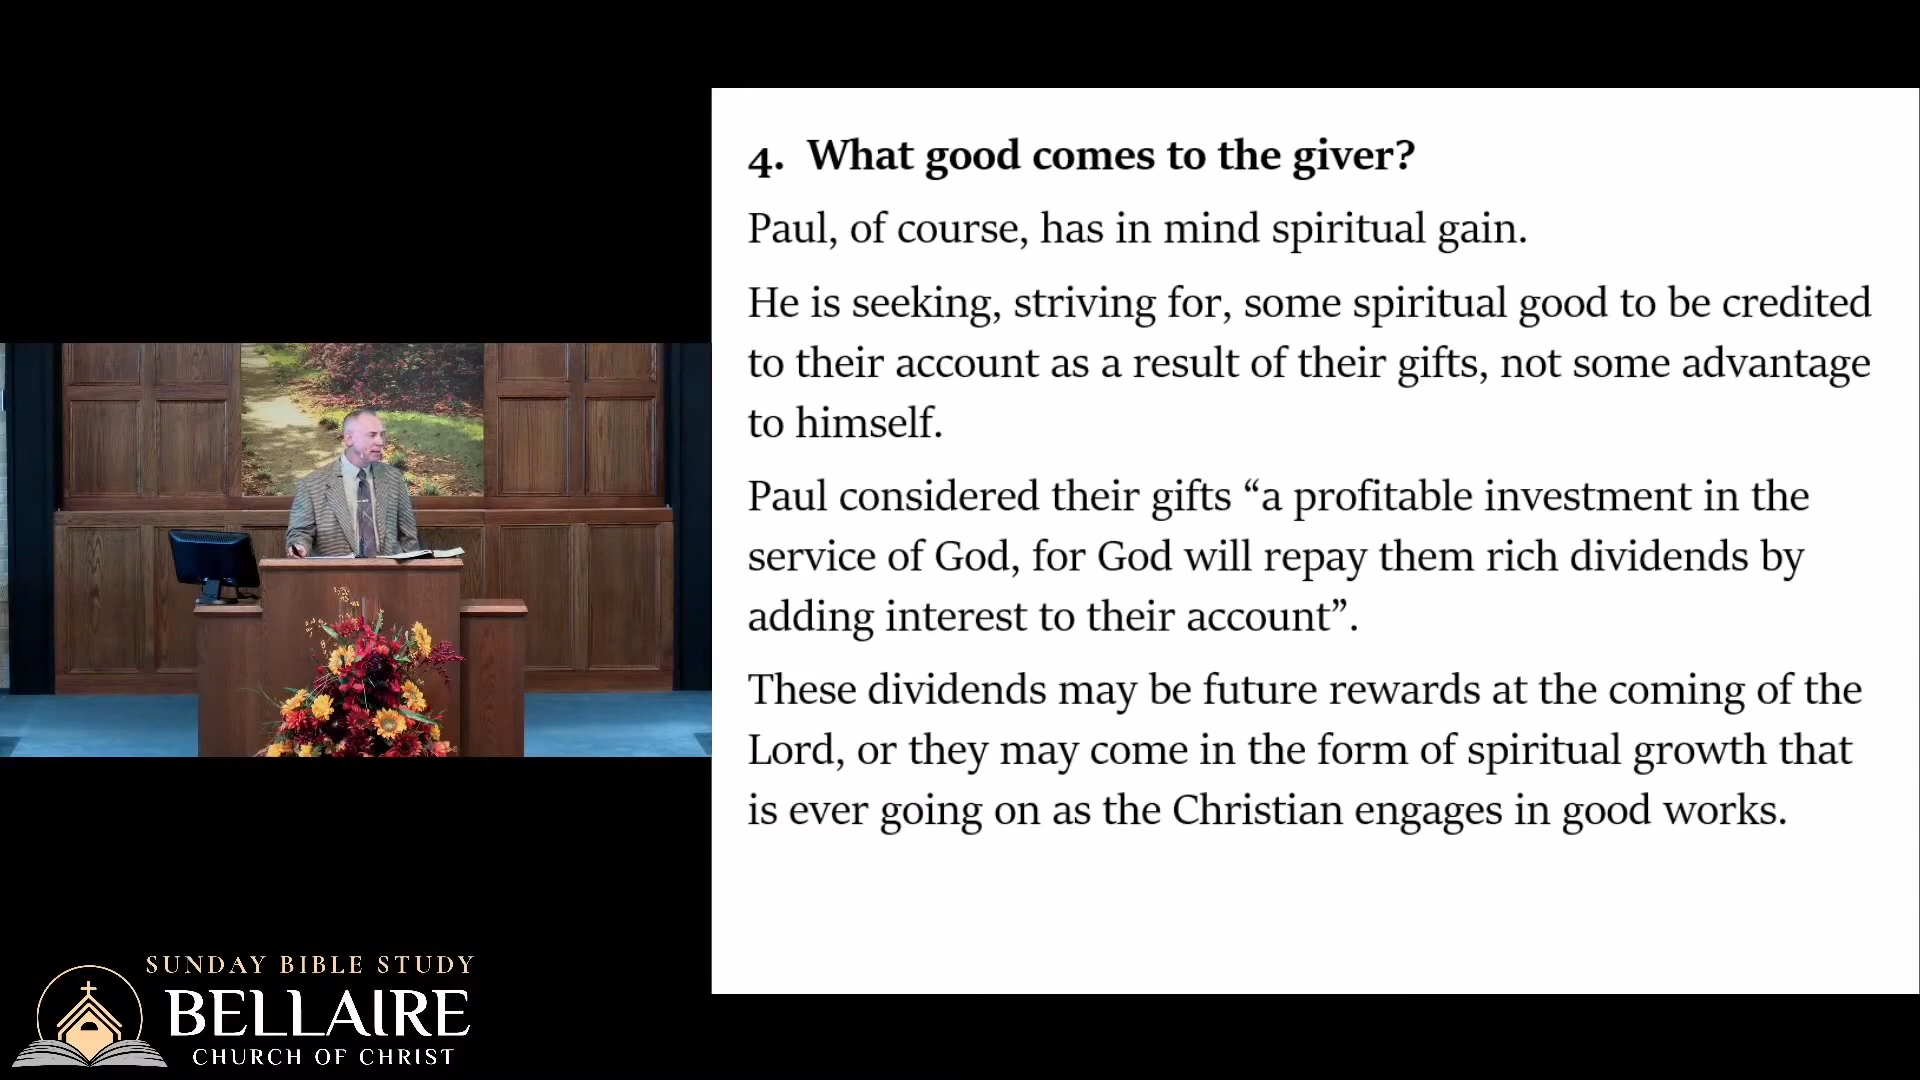 4. What good comes to the giver?
Paul, of course, has in mind spiritual gain.
He is seeking, striving for, some spiritual good to be credited
to their account as a result of their gifts, not some advantage
to himself.
Paul considered their gifts “a profitable investment in the
service of God, for God will repay them rich dividends by
adding interest to their account”.
These dividends may be future rewards at the coming of the
Lord, or they may come in the form of spiritual growth that
is ever going on as the Christian engages in good works.
SUNDAY BIBLE STUDY
BELLAIRE
CHURCH OF CHRIST